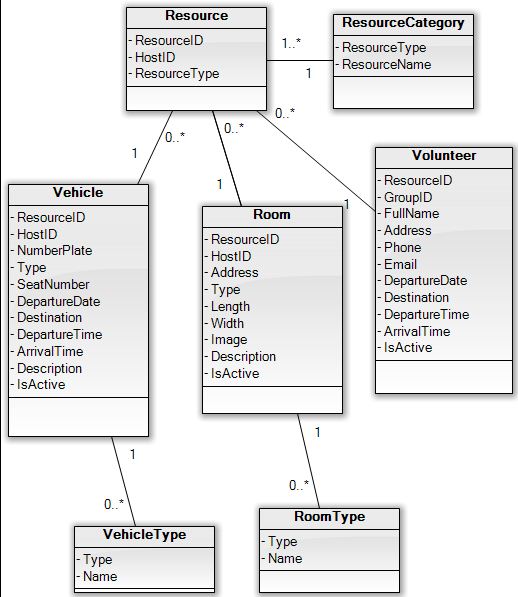 Resource
- ResourceID
- HostID
- ResourceType
ResourceCategory
- ResourceType
- ResourceName
1..*
1
0..*
1
0..*
1
0..*
1
Vehicle
- ResourceID
- HostID
- NumberPlate
- Type
- SeatNumber
- DepartureDate
- Destination
- DepartureTime
- ArrivalTime
- Description
- IsActive
Room
- ResourceID
- HostID
- Address
- Type
- Length
- Width
- Image
- Description
- IsActive
Volunteer
- ResourceID
- GroupID
- FullName
- Address
- Phone
- Email
- DepartureDate
- Destination
- DepartureTime
- ArrivalTime
- IsActive
1
0..*
1
0..*
VehicleType
- Type
- Name
RoomType
- Type
- Name